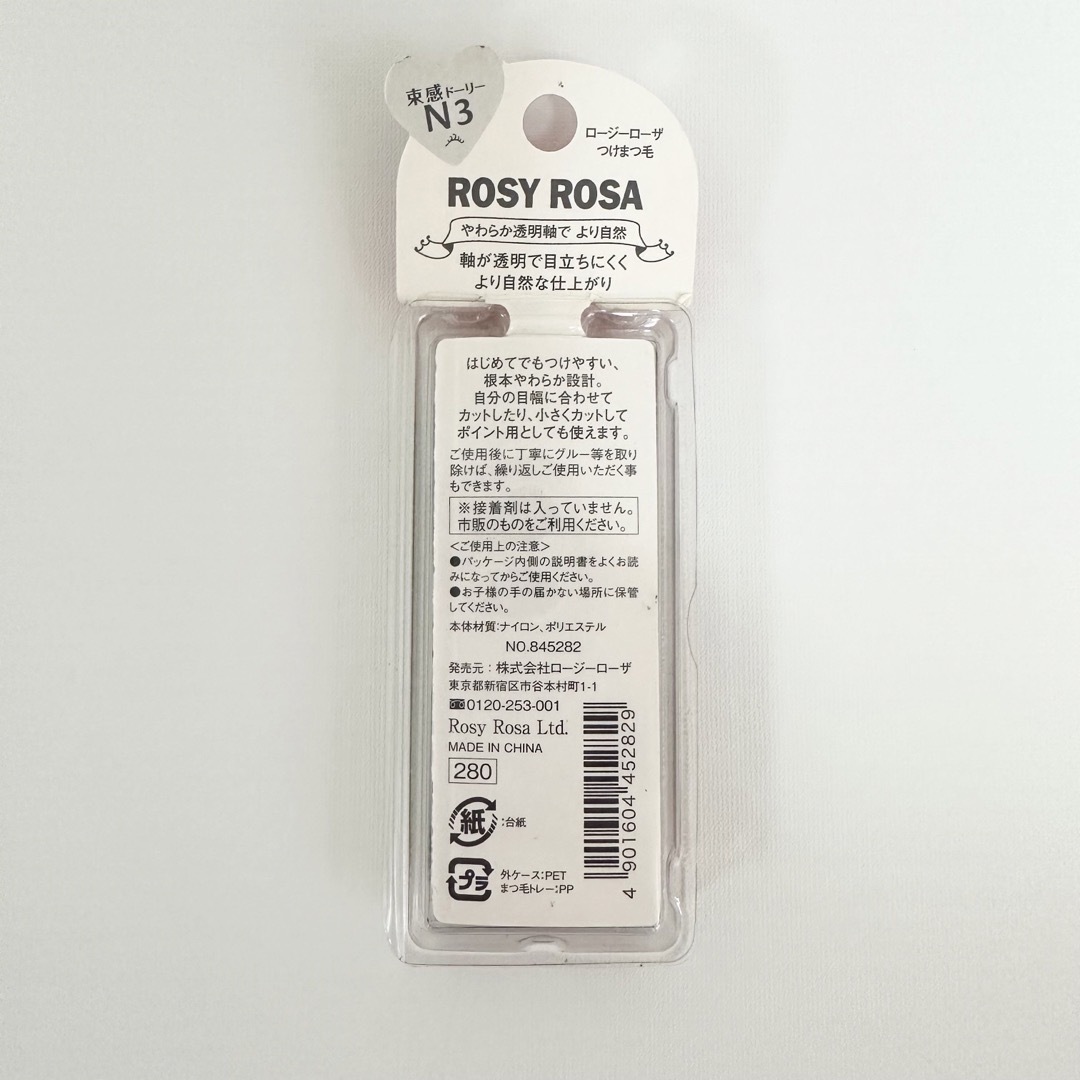 束感ドーリー
N3
ロージーローザ
つけまつ毛
ROSY ROSA
やわらか透明軸で より自然
軸が透明で目立ちにくく
より自然な仕上がり
はじめてでもつけやすい、
根本やわらか設計。
自分の目幅に合わせて
カットしたり、小さくカットして
ポイント用としても使えます。
ご使用後に丁寧にグルー等を取り
除けば、繰り返しご使用いただく事
もできます。
※接着剤は入っていません。
市販のものをご利用ください。
＜ご使用上の注意＞
●パッケージ内側の説明書をよくお読
みになってからご使用ください。
●お子様の手の届かない場所に保管
してください。
本体材質:ナイロン、ポリエステル
NO.845282
発売元：株式会社ロージーローザ
東京都新宿区市谷本村町1-1
0120-253-001
Rosy Rosa Ltd.
MADE IN CHINA
280
紙
:台紙
プラ
外ケース:PET
まつ毛トレー:PP
4 901604 452829